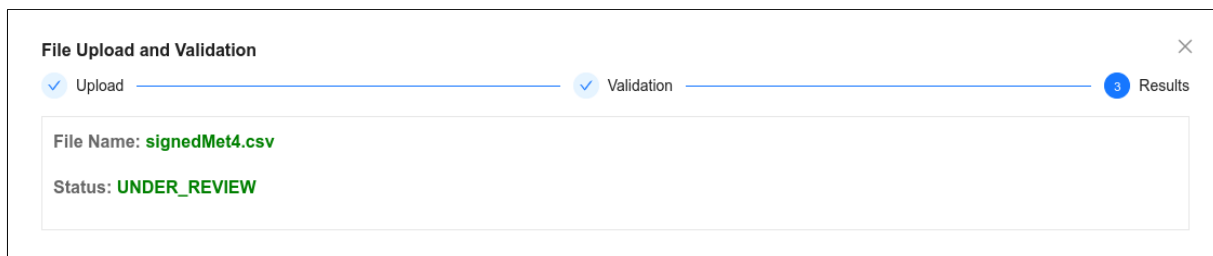 File Upload and Validation
Upload
Validation
3 Results
File Name: signedMet4.csv
Status: UNDER_REVIEW